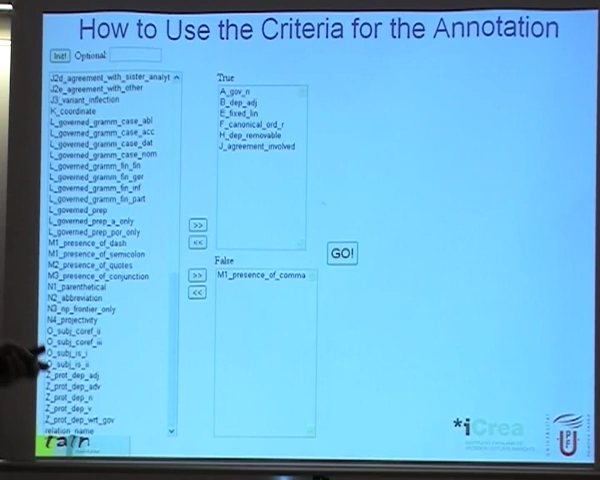 How to Use the Criteria for the Annotation
Init! Optional:
J2d_agreement_with_sister_analyt
J2e_agreement_with_other
J3_variant_inflection
K_coordinate
L_governed_gramm_case_abl
L_governed_gramm_case_acc
L_governed_gramm_case_dat
L_governed_gramm_case_nom
L_governed_gramm_fin_fin
L_governed_gramm_fin_ger
L_governed_gramm_fin_inf
L_governed_gramm_fin_part
L_governed_prep
L_governed_prep_a_only
L_governed_prep_por_only
M1_presence_of_dash
M1_presence_of_semicolon
M2_presence_of_quotes
M3_presence_of_conjunction
N1_parenthetical
N2_abbreviation
N3_np_frontier_only
N4_projectivity
O_subj_coref_ii
O_subj_coref_iii
O_subj_is_i
O_subj_is_ii
Z_prot_dep_adj
Z_prot_dep_adv
Z_prot_dep_n
Z_prot_dep_v
Z_prot_dep_wrt_gov
relation_name
True
A_gov_n
B_dep_adj
E_fixed_lin
F_canonical_ord_r
H_dep_removable
J_agreement_involved
>>
<<
GO!
False
M1_presence_of_comma
>>
<<
taln
*iCrea
UPF